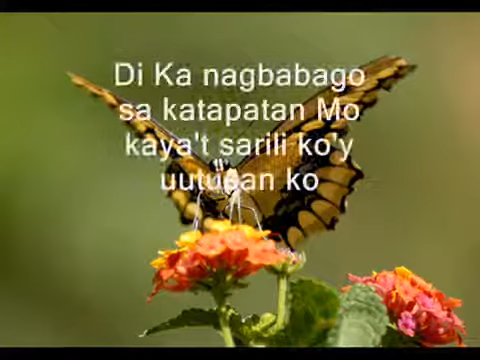 Di Ka nagbabago
sa katapatan Mo
kaya't sarili ko'y
uutusan ko